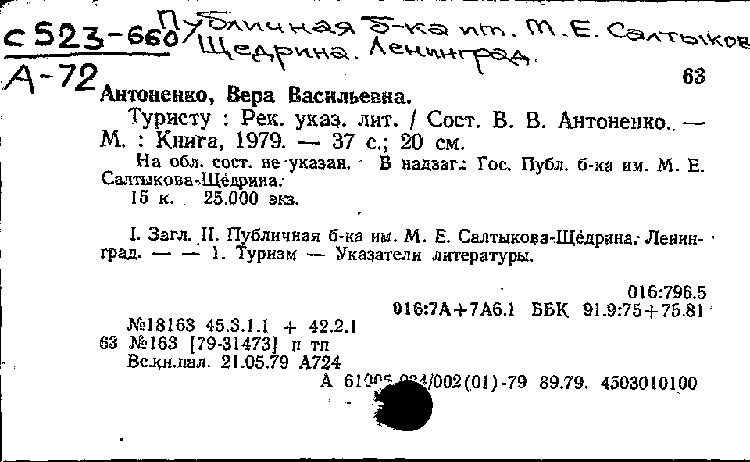 Публичная б-ка им. М. Е. Салтыков
с 523-660/Щедрина. Ленинград.
А-72
63
Антоненко, Вера Васильевна.
Туристу : Рек. указ. лит. / Сост. В. В. Антоненко. —
М. : Книга, 1979. — 37 с.; 20 см.
На обл. сост. не указан. В надзаг.: Гос. Публ. б-ка им. М. Е.
Салтыкова-Щедрина.
15 к. 25.000 экз.
I. Загл. II. Публичная б-ка им. М. Е. Салтыкова-Щедрина. Ленин-
град. — — 1. Туризм — Указатели литературы.
016:796.5
016:7А+7А6.1 ББК 91.9:75+75.81
№18163 45.3.1.1 + 42.2.1
63 №163 [79-31473] п тп
Вс.кн.пал. 21.05.79 А724
А /002(01)-79 89.79. 4503010100